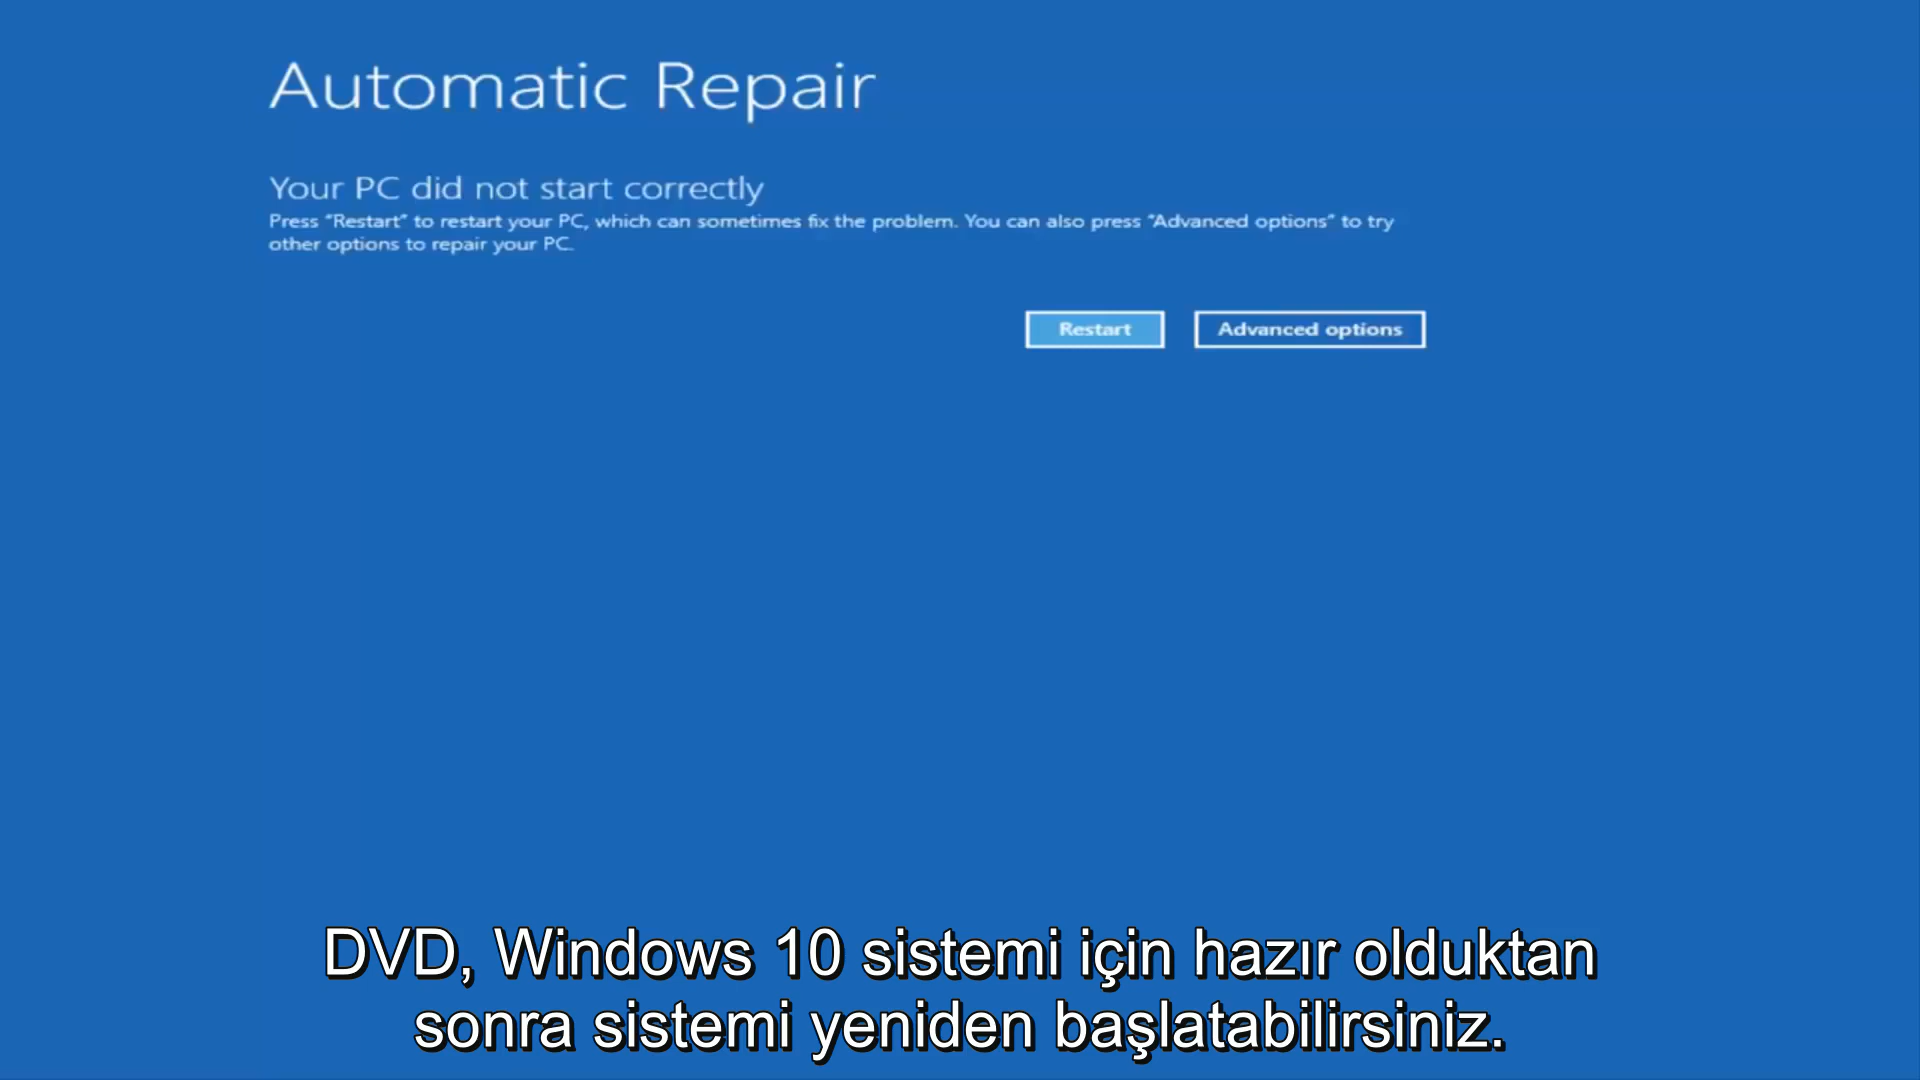 Automatic Repair
Your PC did not start correctly
Press "Restart" to restart your PC, which can sometimes fix the problem. You can also press "Advanced options" to try
other options to repair your PC.
Restart
Advanced options
DVD, Windows 10 sistemi için hazır olduktan
sonra sistemi yeniden başlatabilirsiniz.